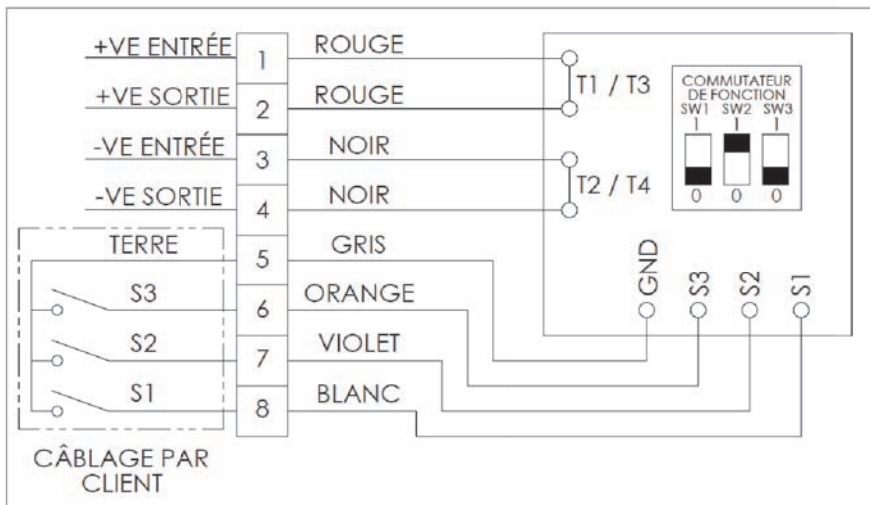 +VE ENTRÉE 1 ROUGE
+VE SORTIE 2 ROUGE
-VE ENTRÉE 3 NOIR
-VE SORTIE 4 NOIR
TERRE 5 GRIS
S3 6 ORANGE
S2 7 VIOLET
S1 8 BLANC
CÂBLAGE PAR
CLIENT
T1 / T3
T2 / T4
COMMUTATEUR
DE FONCTION
SW1 SW2 SW3
1 1 1
0 0 0
GND S3 S2 S1